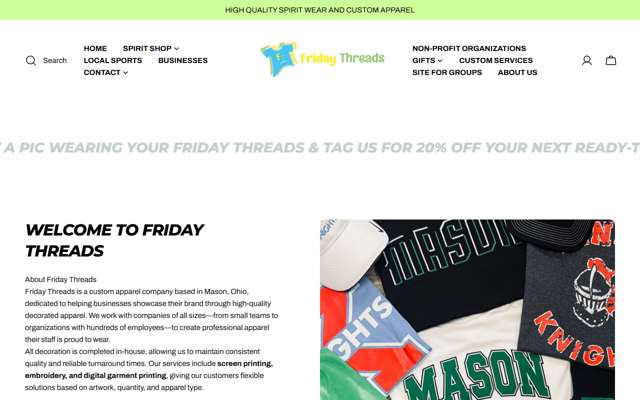 HIGH QUALITY SPIRIT WEAR AND CUSTOM APPAREL
Search
HOME SPIRIT SHOP
LOCAL SPORTS BUSINESSES
CONTACT
Friday Threads
NON-PROFIT ORGANIZATIONS
GIFTS CUSTOM SERVICES
SITE FOR GROUPS ABOUT US
A PIC WEARING YOUR FRIDAY THREADS & TAG US FOR 20% OFF YOUR NEXT READY-T
WELCOME TO FRIDAY
THREADS
About Friday Threads
Friday Threads is a custom apparel company based in Mason, Ohio,
dedicated to helping businesses showcase their brand through high-quality
decorated apparel. We work with companies of all sizes—from small teams to
organizations with hundreds of employees—to create professional apparel
their staff is proud to wear.
All decoration is completed in-house, allowing us to maintain consistent
quality and reliable turnaround times. Our services include screen printing,
embroidery, and digital garment printing, giving our customers flexible
solutions based on artwork, quantity, and apparel type.
MASON
GHTS
MASON
KNIGH